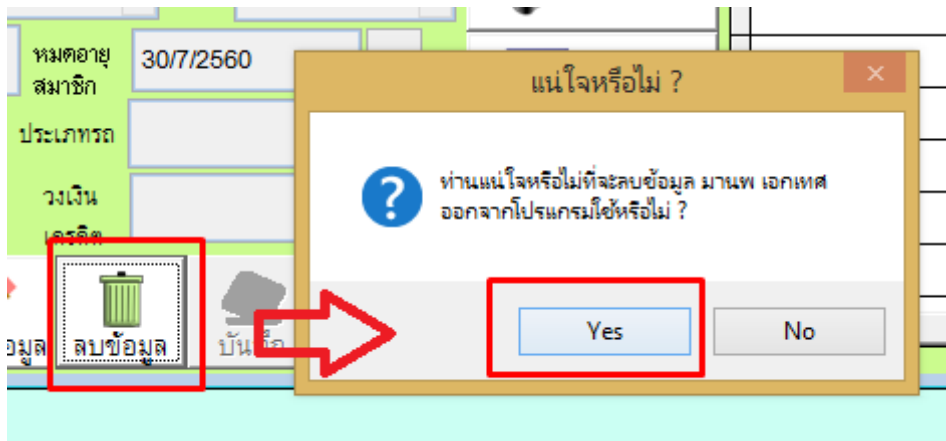 หมดอายุ
สมาชิก
30/7/2560
ประเภทรถ
วงเงิน
เครดิต
ลบข้อมูล
แน่ใจหรือไม่ ?
ท่านแน่ใจหรือไม่ที่จะลบข้อมูล มานพ เอกเทศ
ออกจากโปรแกรมใช้หรือไม่ ?
Yes
No